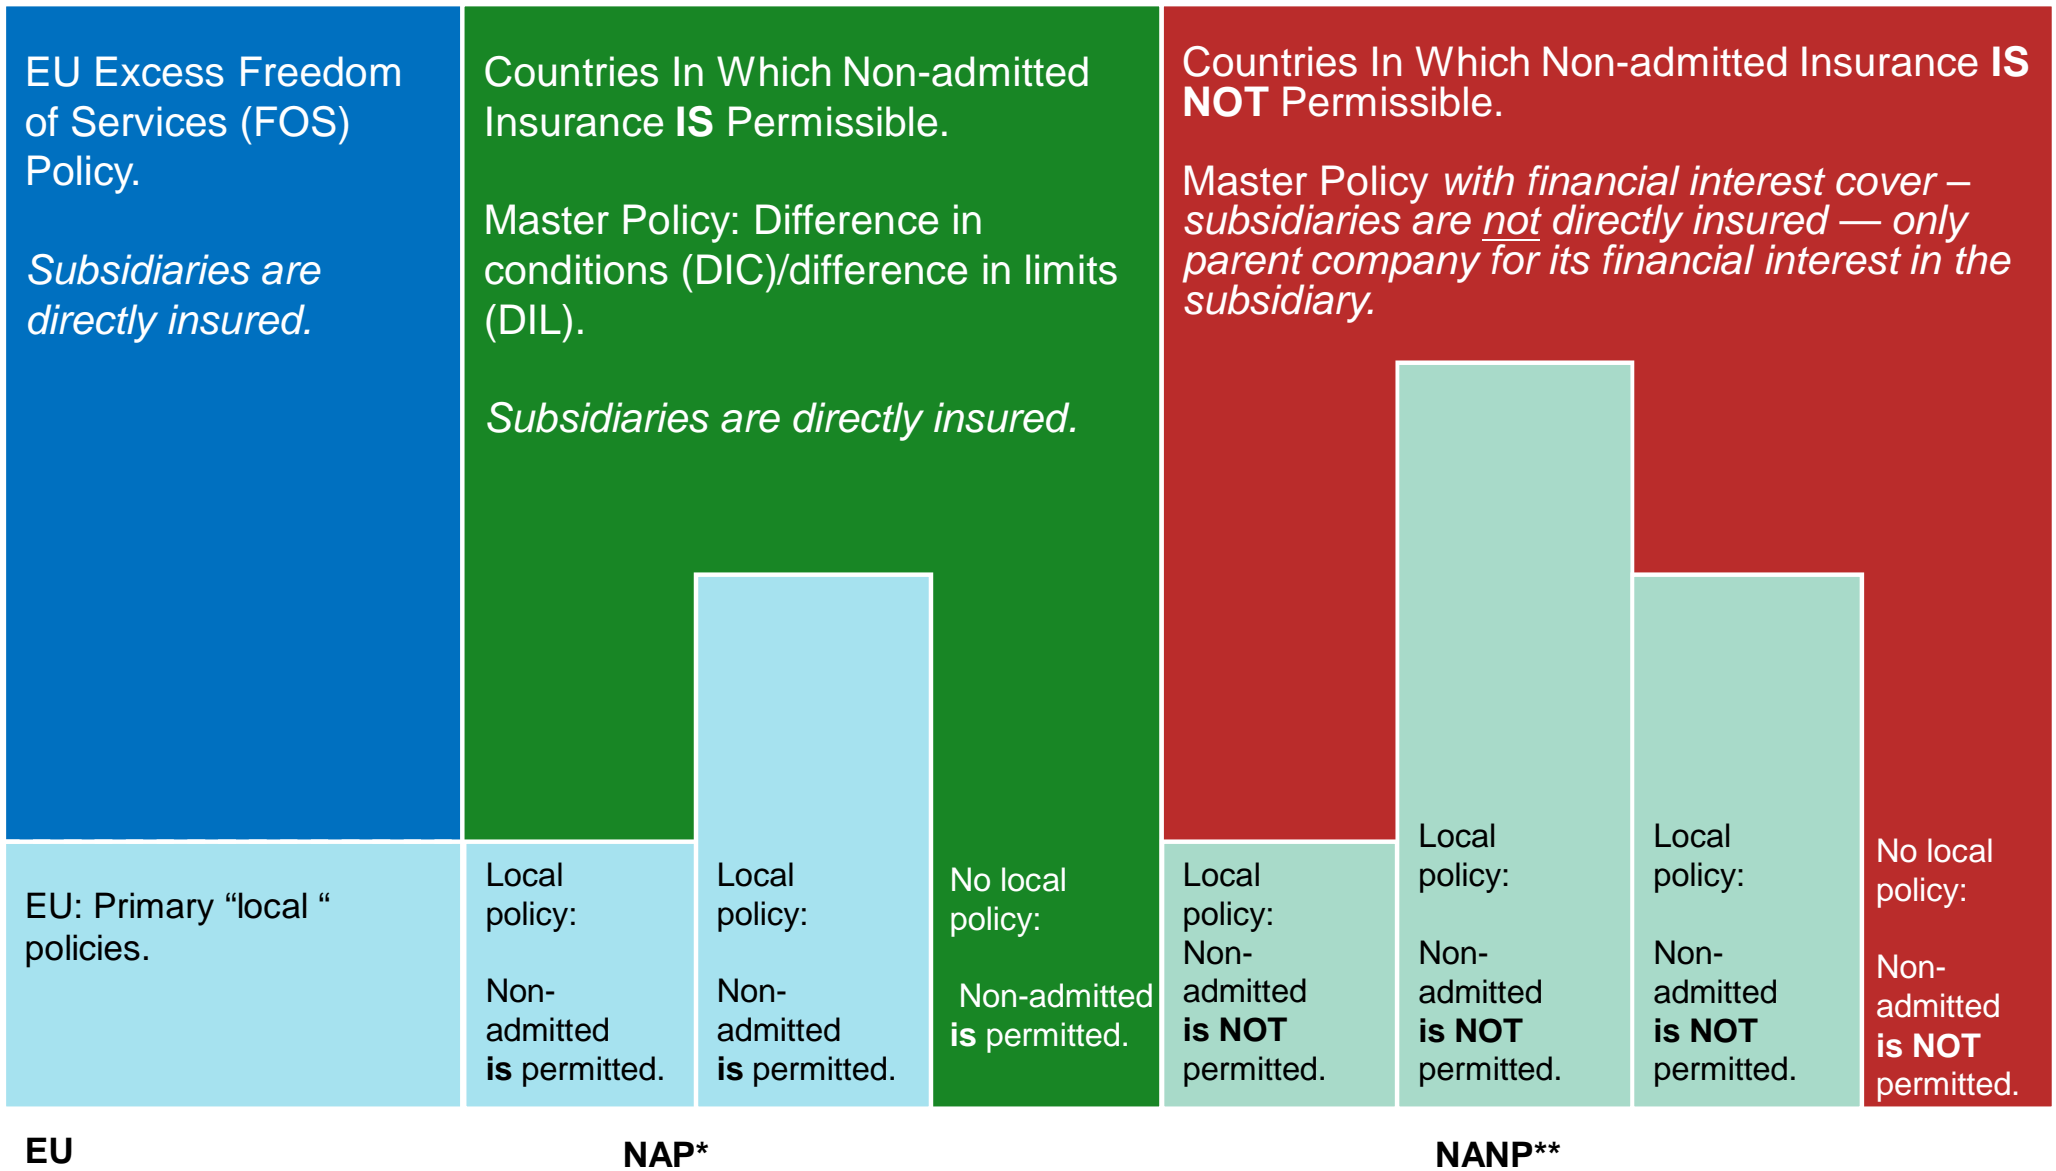 EU Excess Freedom
of Services (FOS)
Policy.
Subsidiaries are
directly insured.
Countries In Which Non-admitted
Insurance IS Permissible.
Master Policy: Difference in
conditions (DIC)/difference in limits
(DIL).
Subsidiaries are directly insured.
Countries In Which Non-admitted Insurance IS
NOT Permissible.
Master Policy with financial interest cover –
subsidiaries are not directly insured — only
parent company for its financial interest in the
subsidiary.
EU: Primary “local “
policies.
Local
policy:
Non-
admitted
is permitted.
Local
policy:
Non-
admitted
is permitted.
No local
policy:
Non-admitted
is permitted.
Local
policy:
Non-
admitted
is NOT
permitted.
Local
policy:
Non-
admitted
is NOT
permitted.
Local
policy:
Non-
admitted
is NOT
permitted.
No local
policy:
Non-
admitted
is NOT
permitted.
EU
NAP*
NANP**